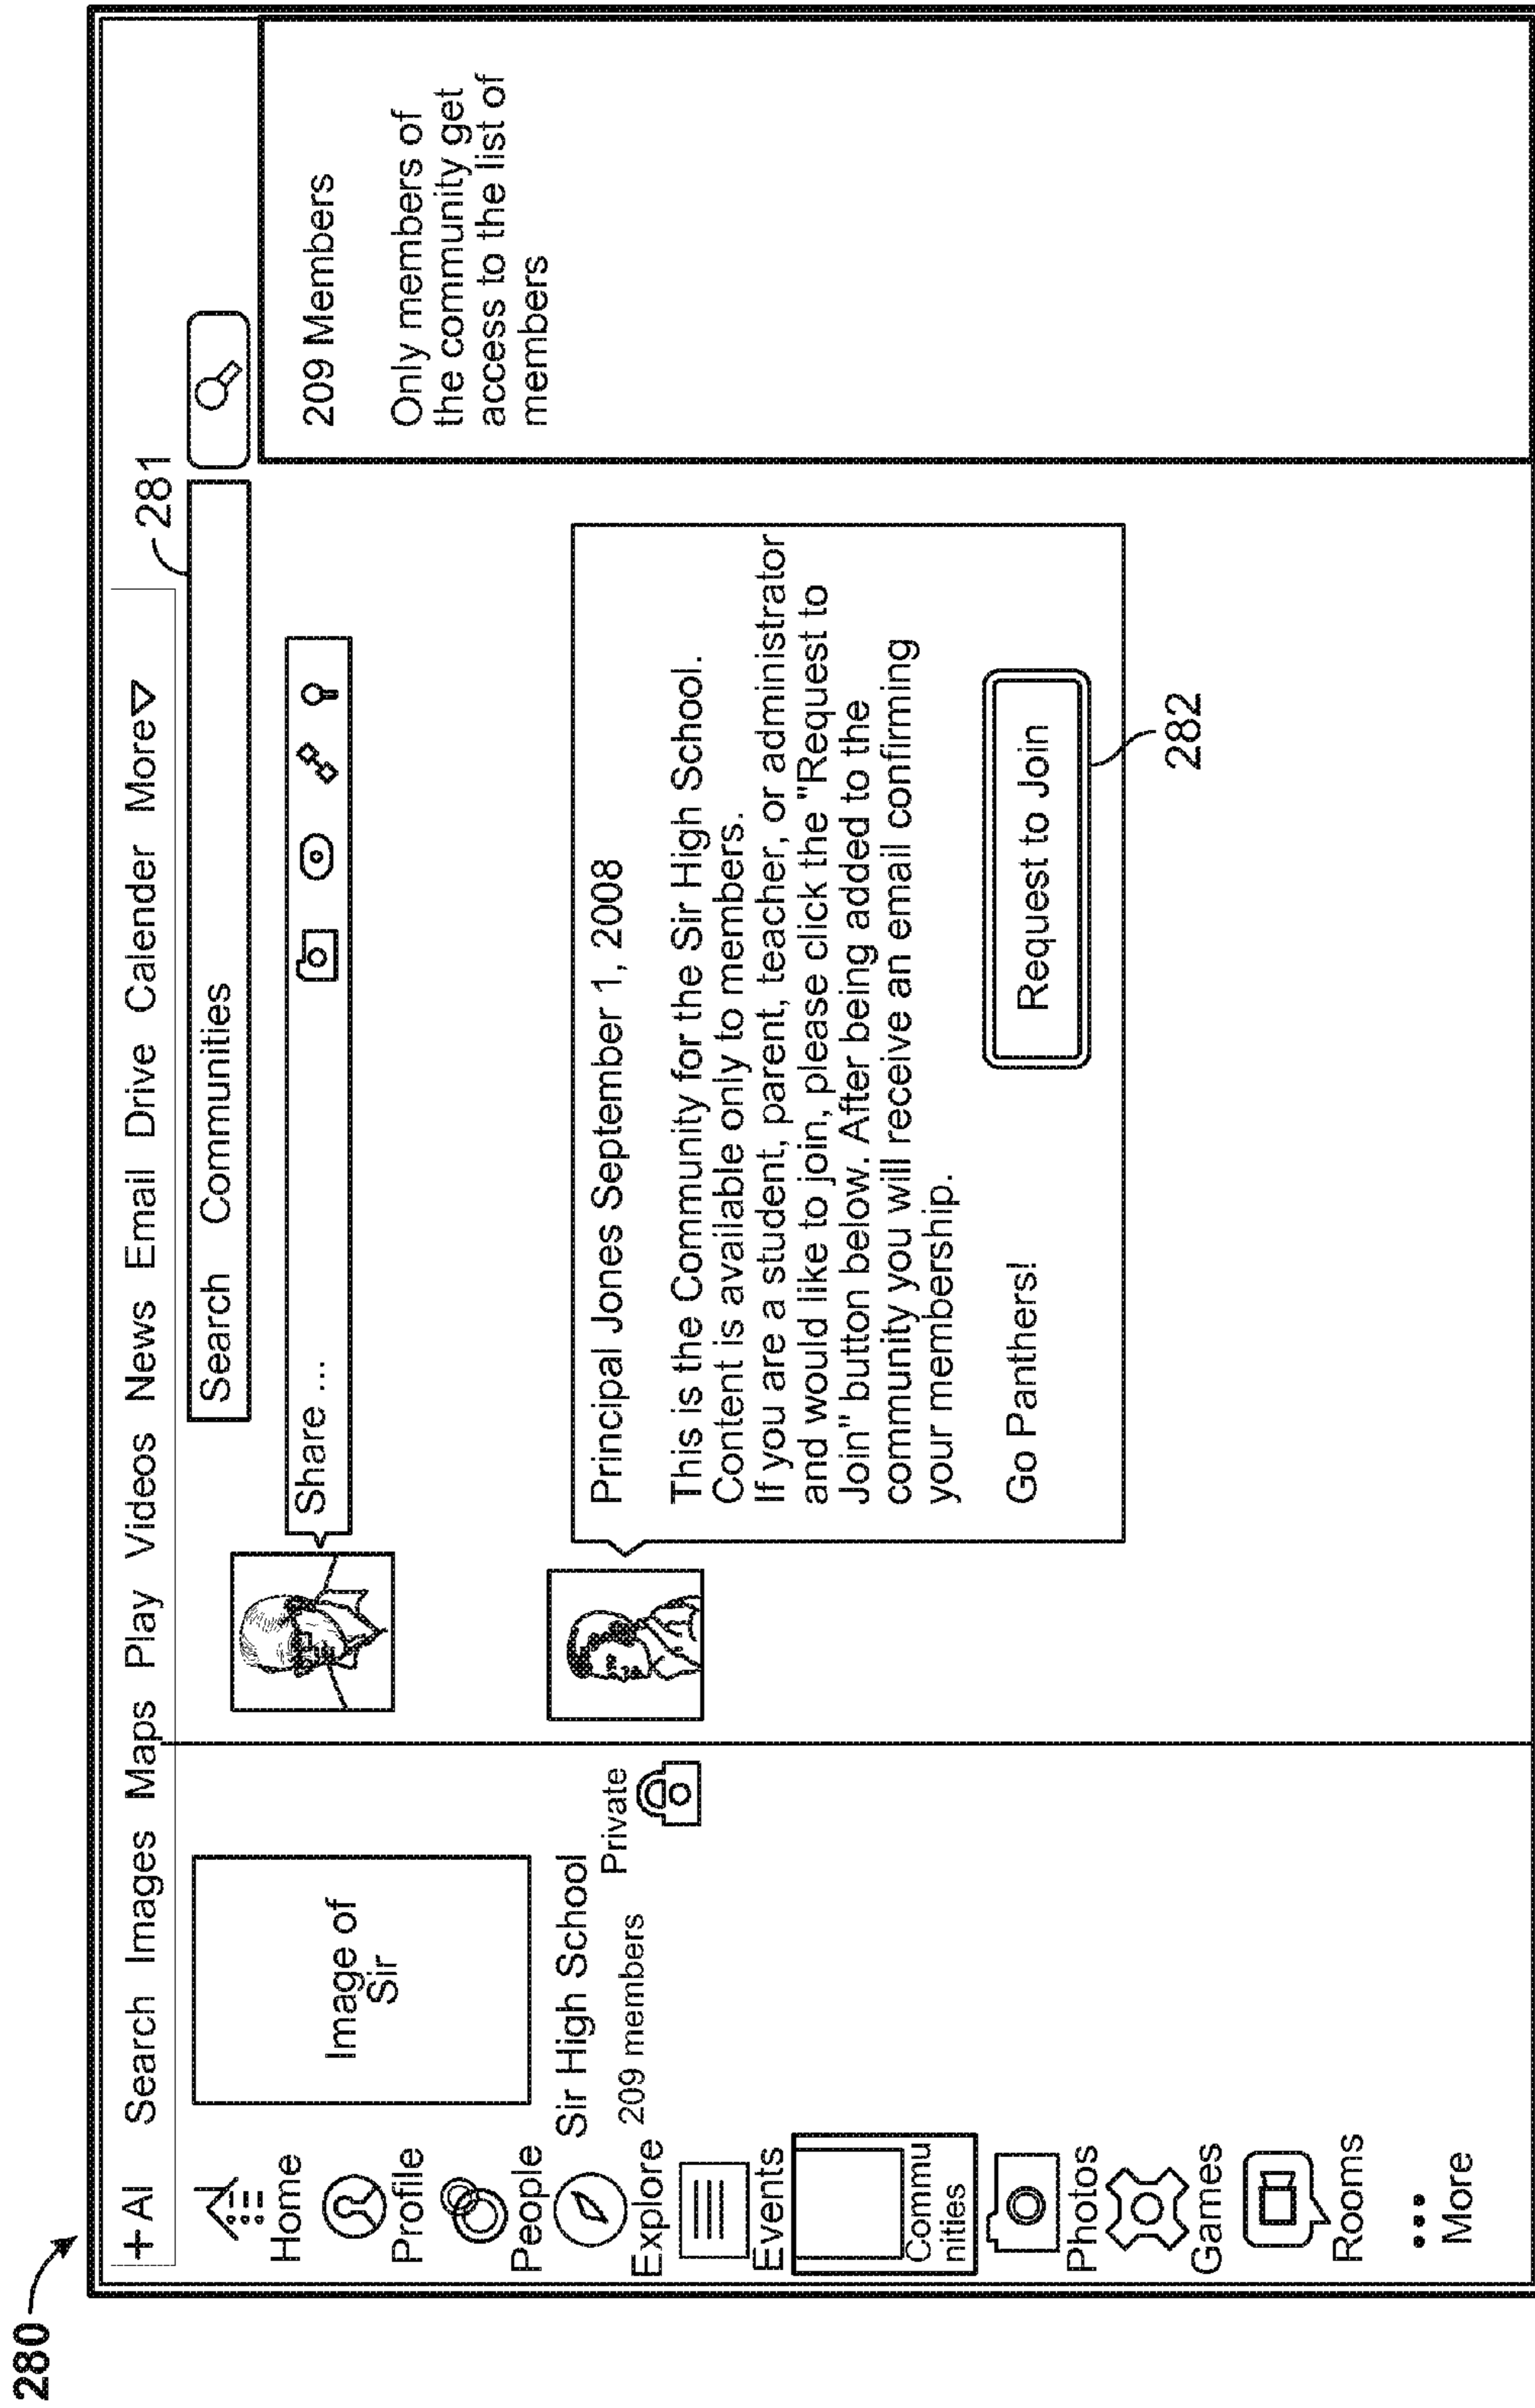 280
+ AI Search Images Maps Play Videos News Email Drive Calender More
281
Home
Profile
People
Explore
Events
Commu
nities
Photos
Games
Rooms
More
Image of
Sir
Sir High School
209 members Private
Search Communities
Share ...
Principal Jones September 1, 2008
This is the Community for the Sir High School.
Content is available only to members.
If you are a student, parent, teacher, or administrator
and would like to join, please click the "Request to
Join" button below. After being added to the
community you will receive an email confirming
your membership.
Go Panthers!
Request to Join
282
209 Members
Only members of
the community get
access to the list of
members